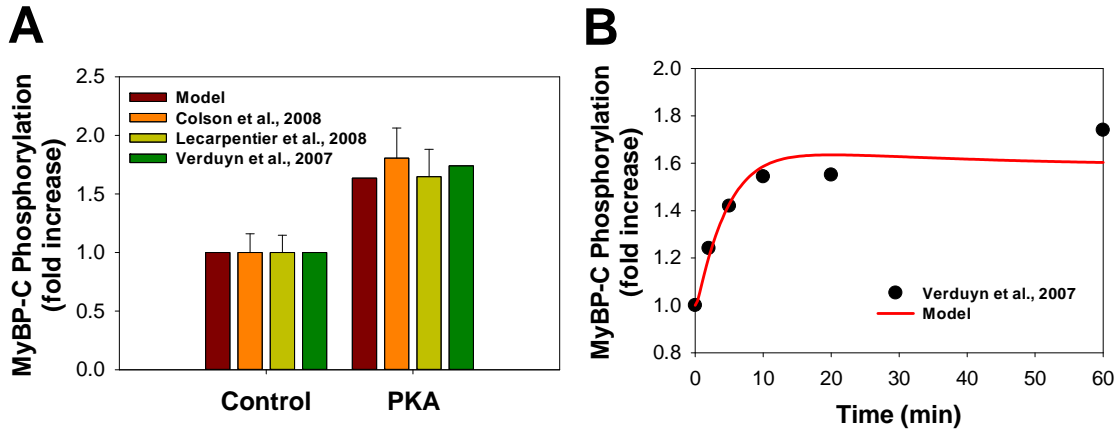 A
MyBP-C Phosphorylation
(fold increase)
2.5
2.0
1.5
1.0
0.5
0.0
Model
Colson et al., 2008
Lecarpentier et al., 2008
Verduyn et al., 2007
Control
PKA
B
MyBP-C Phosphorylation
(fold increase)
2.0
1.8
1.6
1.4
1.2
1.0
0.8
Verduyn et al., 2007
Model
0 10 20 30 40 50 60
Time (min)